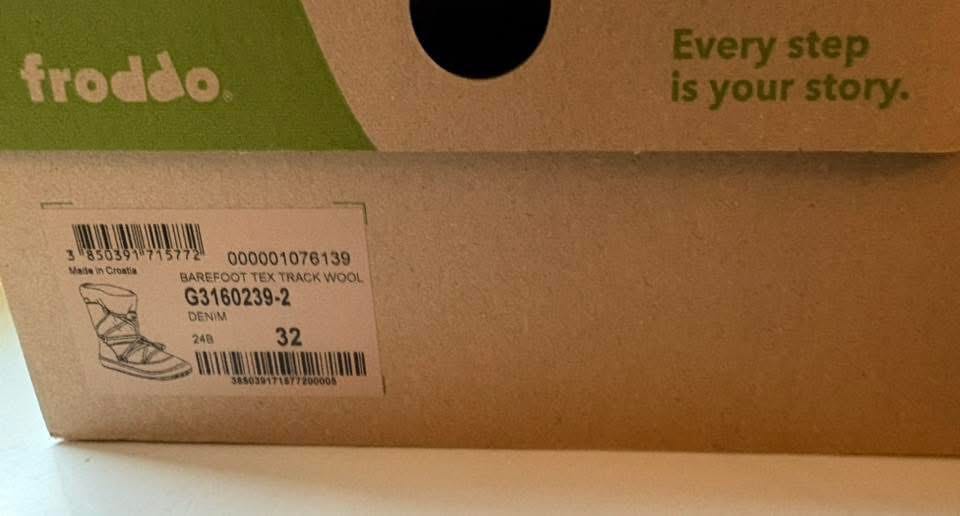 froddo®
Every step
is your story.
3 850391 715772
000001076139
Made in Croatia
BAREFOOT TEX TRACK WOOL
G3160239-2
DENIM
24B 32
385039171577200005